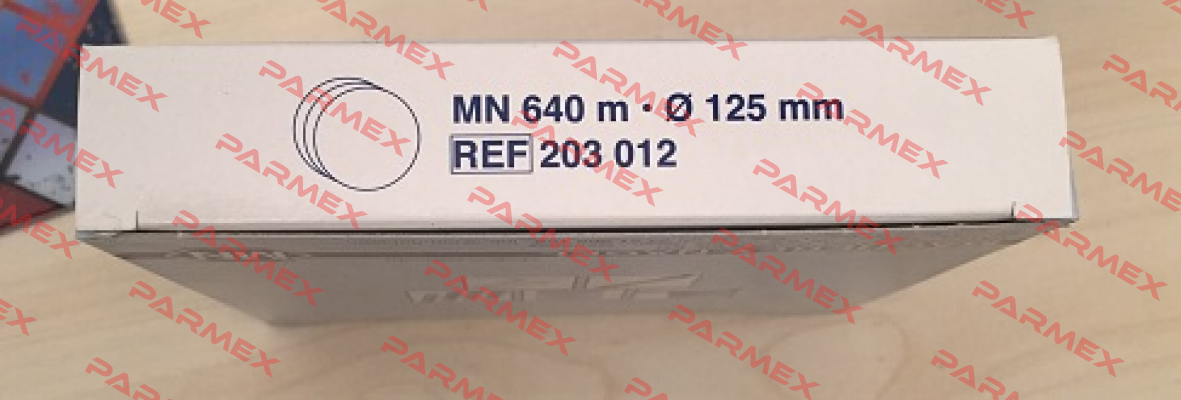 MN 640 m · Ø 125 mm
REF 203 012
PARMEX